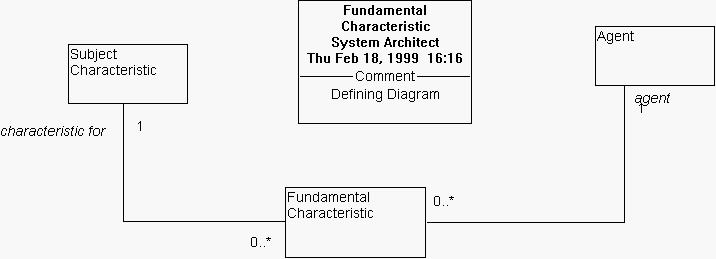 Fundamental
Characteristic
System Architect
Thu Feb 18, 1999 16:16
Comment
Defining Diagram
Subject
Characteristic
Agent
agent
1
characteristic for
1
Fundamental
Characteristic
0..*
0..*